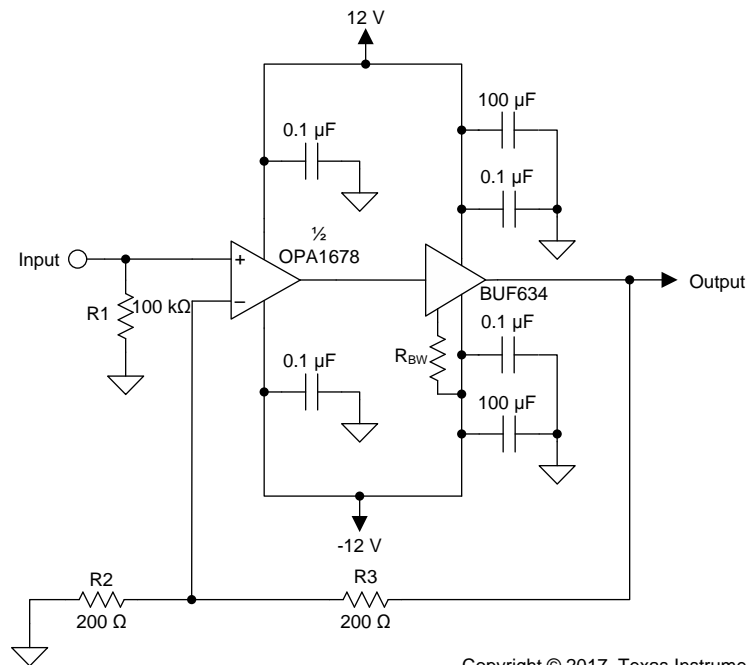 12 V
100 µF
0.1 µF
0.1 µF
½
OPA1678
Input
+
−
BUF634
Output
R1
100 kΩ
0.1 µF
RBW
0.1 µF
100 µF
-12 V
R2
200 Ω
R3
200 Ω
Copyright © 2017, Texas Instrume